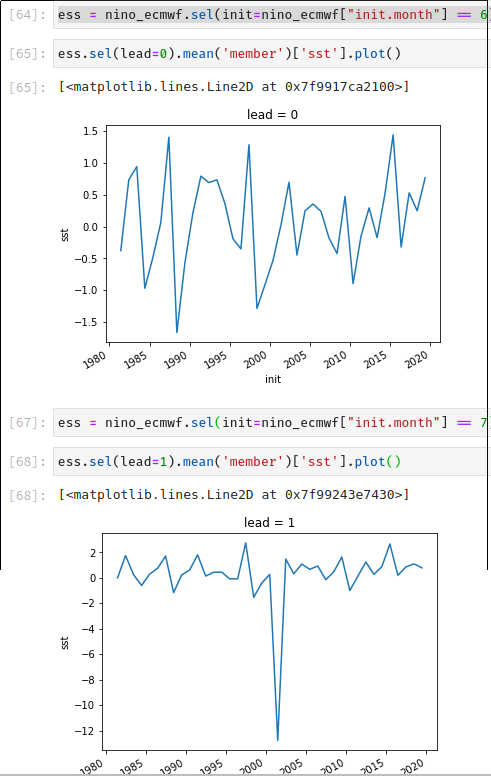 [64]: ess = nino_ecmwf.sel(init=nino_ecmwf["init.month"] == 6
[65]: ess.sel(lead=0).mean('member')['sst'].plot()
[65]: [<matplotlib.lines.Line2D at 0x7f9917ca2100>]
lead = 0
1.5
1.0
0.5
0.0
−0.5
−1.0
−1.5
sst
1980 1985 1990 1995 2000 2005 2010 2015 2020
init
[67]: ess = nino_ecmwf.sel(init=nino_ecmwf["init.month"] == 7
[68]: ess.sel(lead=1).mean('member')['sst'].plot()
[68]: [<matplotlib.lines.Line2D at 0x7f99243e7430>]
lead = 1
2
0
−2
−4
−6
−8
−10
−12
sst
1980 1985 1990 1995 2000 2005 2010 2015 2020